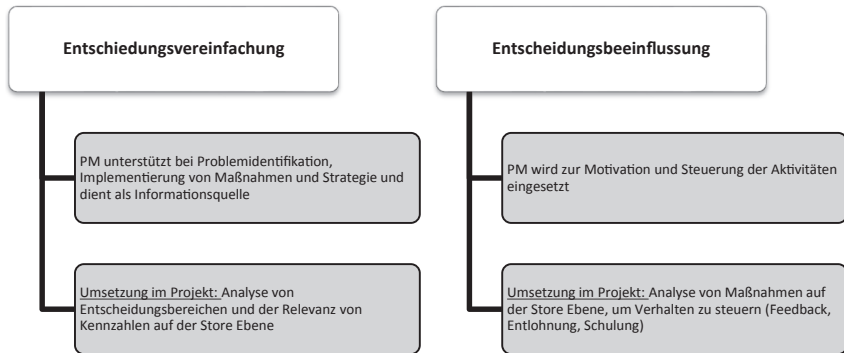 Entschiedungsvereinfachung
PM unterstützt bei Problemidentifikation,
Implementierung von Maßnahmen und Strategie und
dient als Informationsquelle
Umsetzung im Projekt: Analyse von
Entscheidungsbereichen und der Relevanz von
Kennzahlen auf der Store Ebene
Entscheidungsbeeinflussung
PM wird zur Motivation und Steuerung der Aktivitäten
eingesetzt
Umsetzung im Projekt: Analyse von Maßnahmen auf
der Store Ebene, um Verhalten zu steuern (Feedback,
Entlohnung, Schulung)